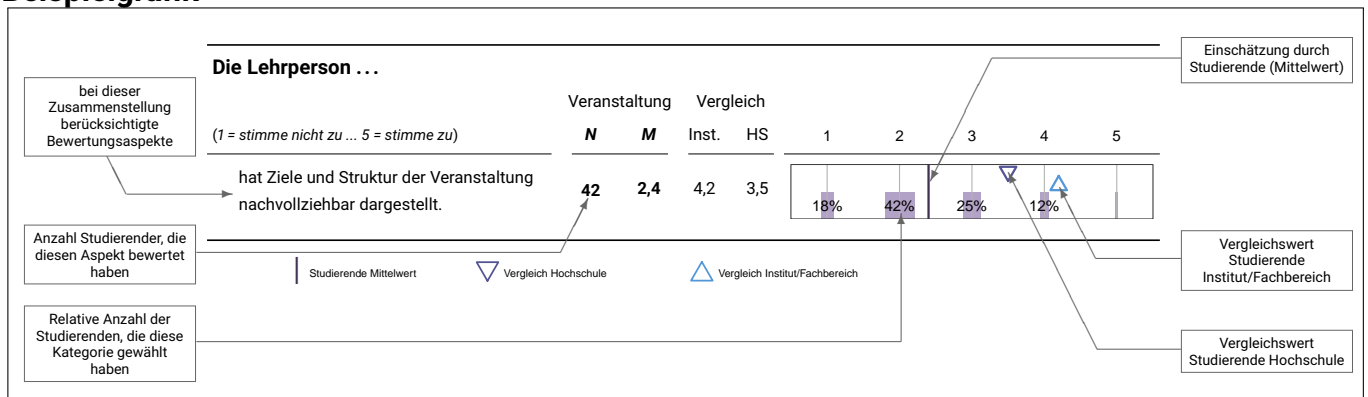 Einschätzung durch
Studierende (Mittelwert)
Die Lehrperson ...
bei dieser
Zusammenstellung
berücksichtigte
Bewertungsaspekte
Veranstaltung Vergleich
(1 = stimme nicht zu ... 5 = stimme zu) N M Inst. HS 1 2 3 4 5
hat Ziele und Struktur der Veranstaltung
nachvollziehbar dargestellt.
42 2,4 4,2 3,5
18% 42% 25% 12%
Anzahl Studierender, die
diesen Aspekt bewertet
haben
Vergleichswert
Studierende
Institut/Fachbereich
Studierende Mittelwert Vergleich Hochschule Vergleich Institut/Fachbereich
Relative Anzahl der
Studierenden, die diese
Kategorie gewählt
haben
Vergleichswert
Studierende Hochschule